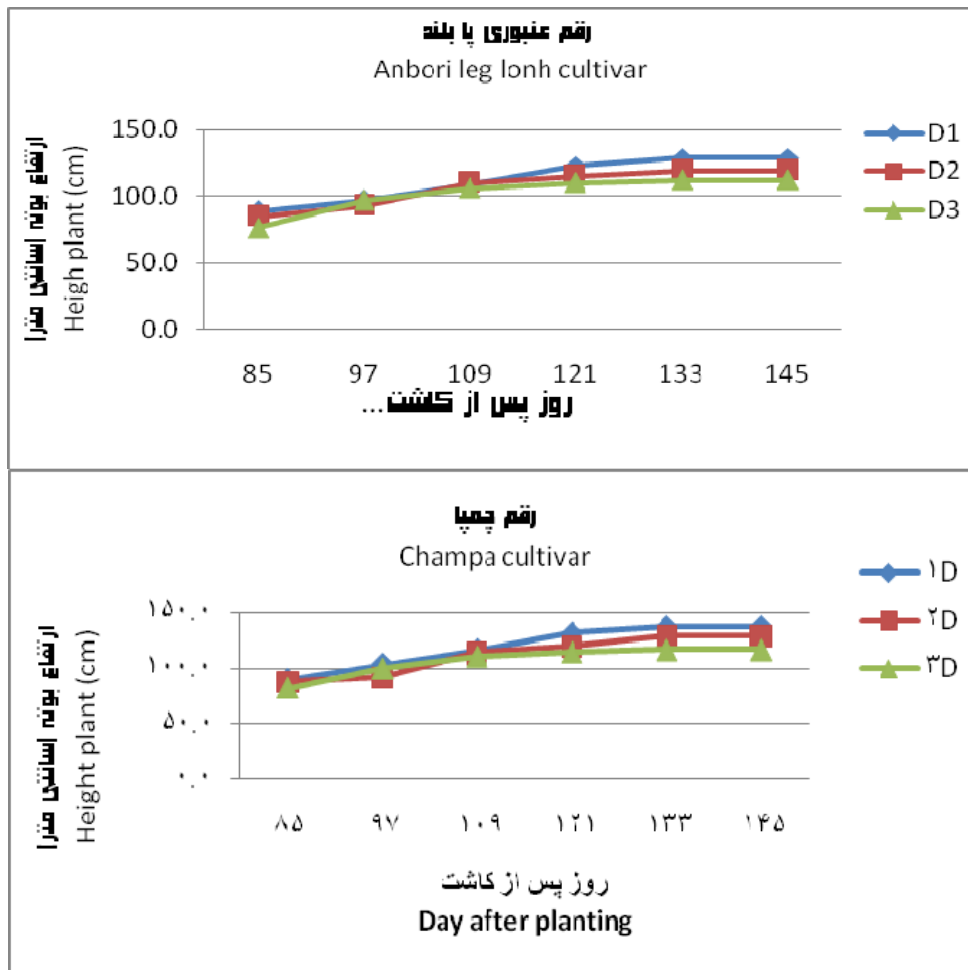 رقم عنبوری پا بلند
Anbori leg lonh cultivar
ارتفاع بوته (سانتی متر)
Heigh plant (cm)
150.0
100.0
50.0
0.0
85 97 109 121 133 145
روز پس از کاشت...
D1
D2
D3
رقم چمپا
Champa cultivar
ارتفاع بوته (سانتی متر)
Height plant (cm)
۱۵۰.۰
۱۰۰.۰
۵۰.۰
۰.۰
۸۵ ۹۷ ۱۰۹ ۱۲۱ ۱۳۳ ۱۴۵
روز پس از کاشت
Day after planting
۱D
۲D
۳D